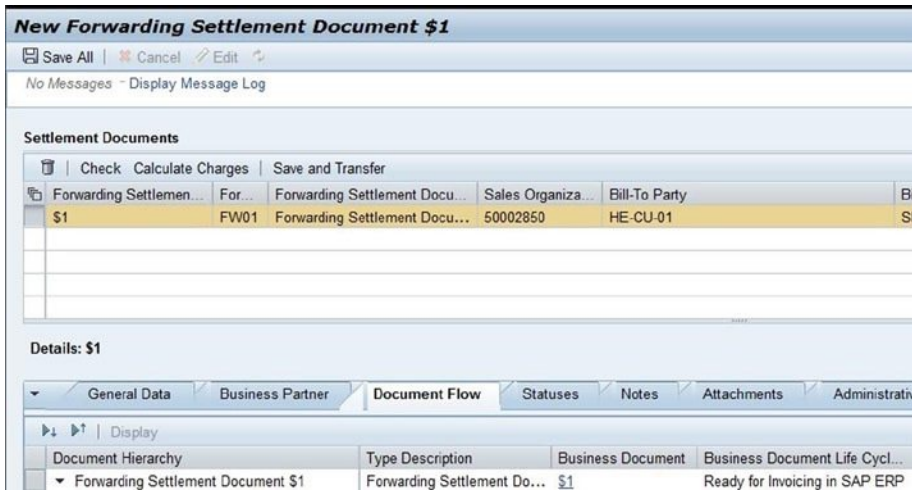 New Forwarding Settlement Document $1
Save All | Cancel Edit
No Messages - Display Message Log
Settlement Documents
| Check Calculate Charges | Save and Transfer
Forwarding Settlemen... For... Forwarding Settlement Docu... Sales Organiza... Bill-To Party B
$1 FW01 Forwarding Settlement Docu... 50002850 HE-CU-01 S
Details: $1
General Data Business Partner Document Flow Statuses Notes Attachments Administrativ
| Display
Document Hierarchy Type Description Business Document Business Document Life Cycl...
Forwarding Settlement Document $1 Forwarding Settlement Do... $1 Ready for Invoicing in SAP ERP